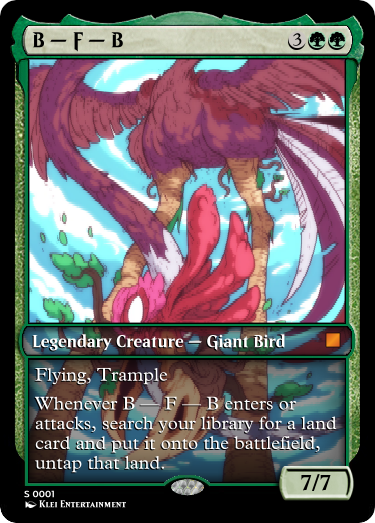 B — F — B
3
Legendary Creature — Giant Bird
Flying, Trample
Whenever B — F — B enters or
attacks, search your library for a land
card and put it onto the battlefield,
untap that land.
7/7
S 0001
Klei Entertainment